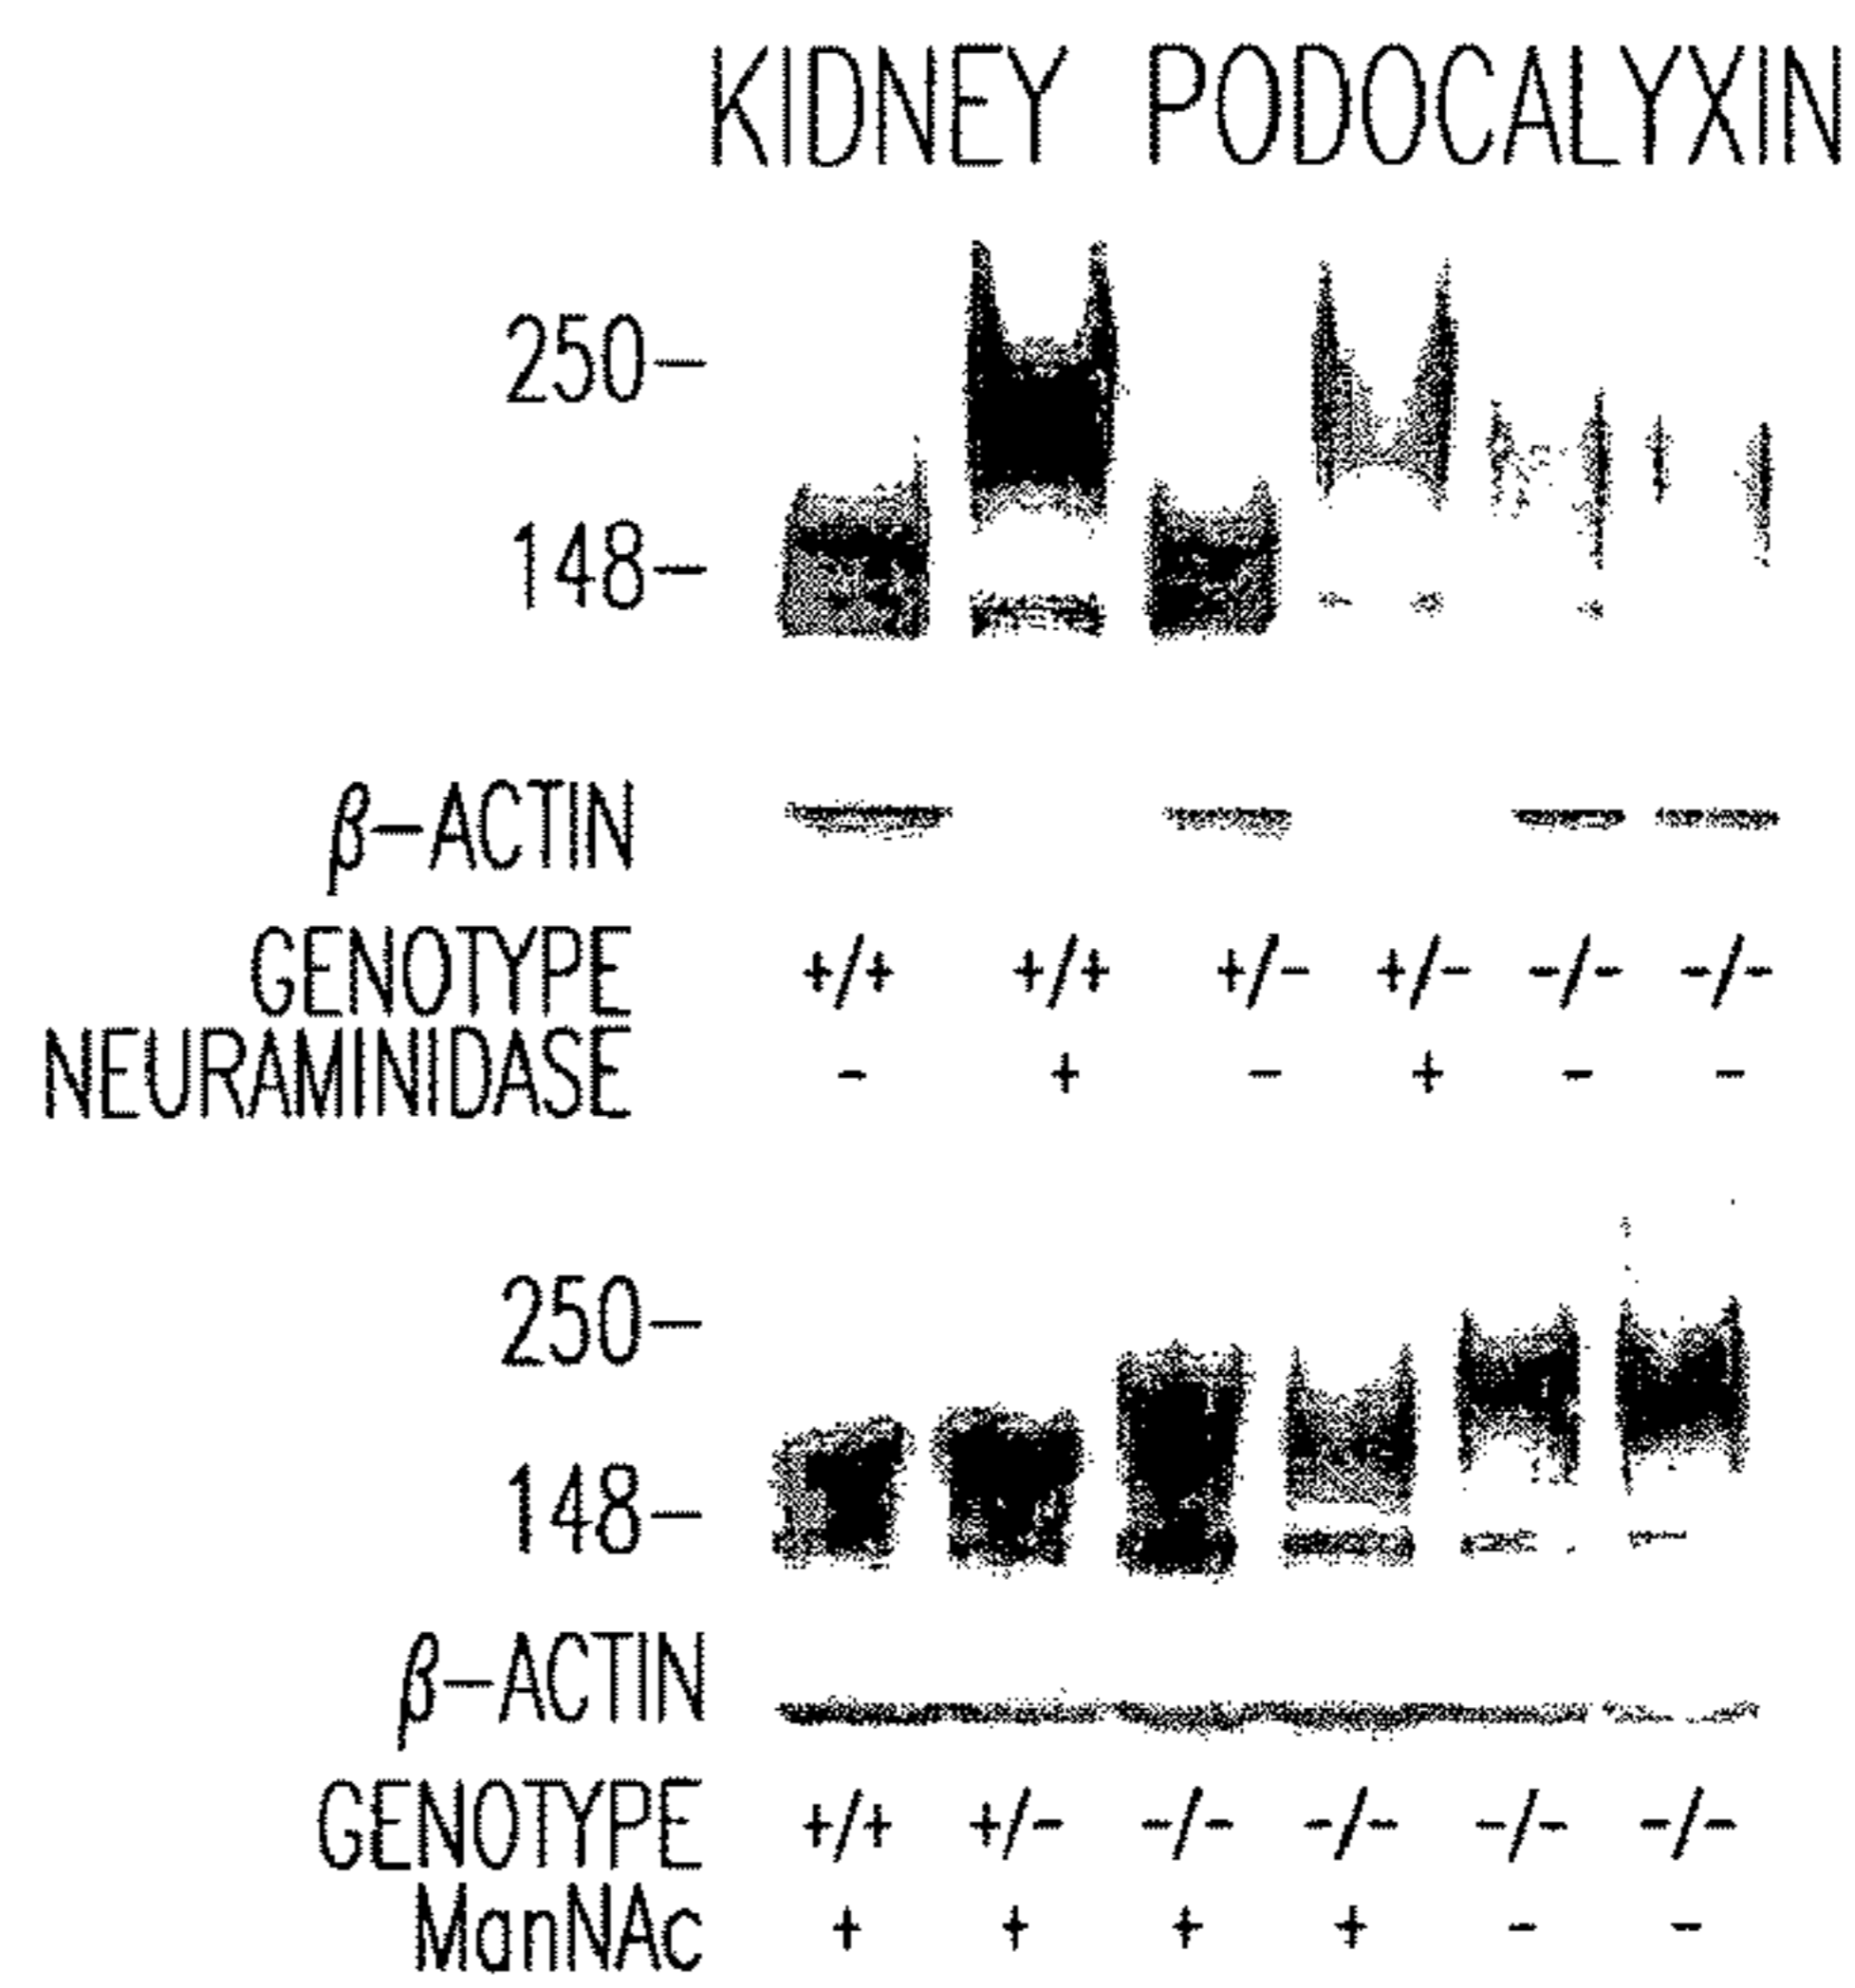 KIDNEY PODOCALYXIN
250-
148-
β-ACTIN
GENOTYPE +/+ +/+ +/- +/- -/- -/-
NEURAMINIDASE - + - + - -
250-
148-
β-ACTIN
GENOTYPE +/+ +/- -/- -/- -/- -/-
ManNAc + + + + - -